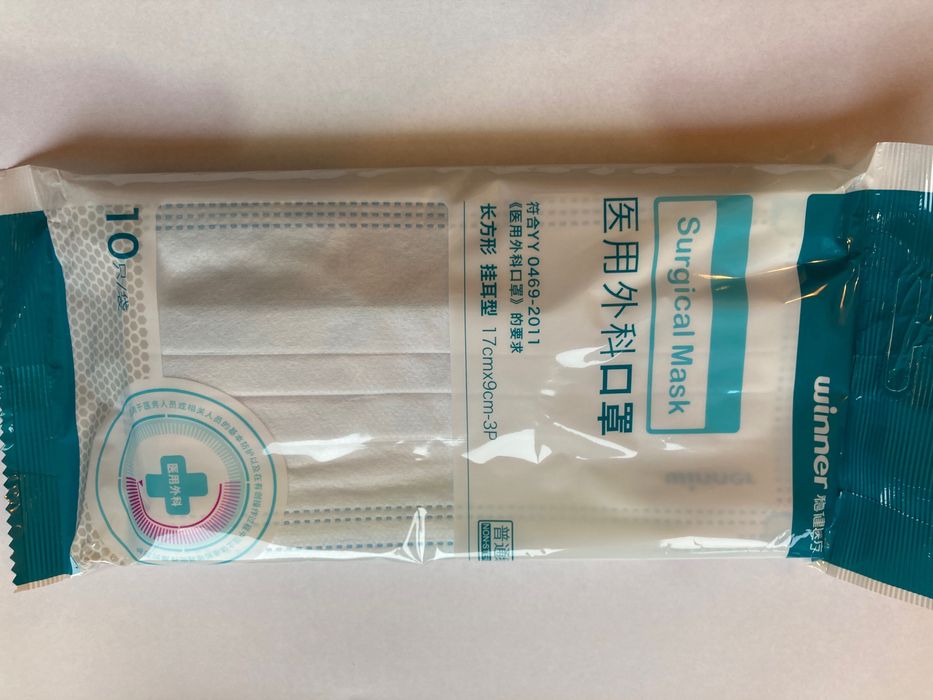 winner 稳健医疗
Surgical Mask
医用外科口罩
符合YY 0469-2011
《医用外科口罩》的要求
长方形 挂耳型 17cmx9cm-3P
普通
10只/袋
医用外科